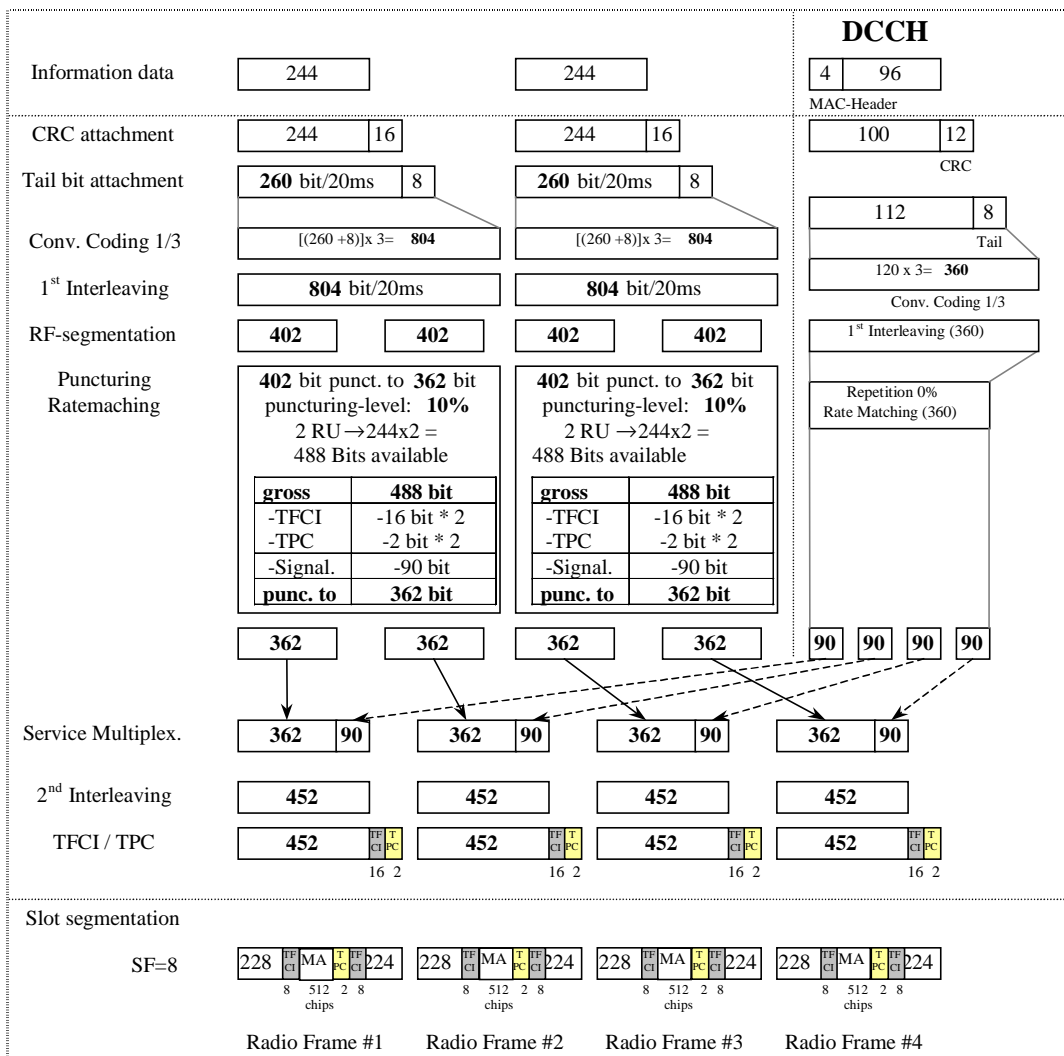 DCCH
Information data 244 244 4 96
MAC-Header
CRC attachment 244 16 244 16 100 12
CRC
Tail bit attachment 260 bit/20ms 8 260 bit/20ms 8
112 8
Tail
Conv. Coding 1/3 [(260 +8)]x 3= 804 [(260 +8)]x 3= 804
120 x 3= 360
Conv. Coding 1/3
1st Interleaving 804 bit/20ms 804 bit/20ms
RF-segmentation 402 402 402 402 1st Interleaving (360)
Puncturing
Ratemaching
402 bit punct. to 362 bit
puncturing-level: 10%
2 RU →244x2 =
488 Bits available
gross 488 bit
-TFCI -16 bit * 2
-TPC -2 bit * 2
-Signal. -90 bit
punc. to 362 bit
402 bit punct. to 362 bit
puncturing-level: 10%
2 RU →244x2 =
488 Bits available
gross 488 bit
-TFCI -16 bit * 2
-TPC -2 bit * 2
-Signal. -90 bit
punc. to 362 bit
Repetition 0%
Rate Matching (360)
362 362 362 362 90 90 90 90
Service Multiplex. 362 90 362 90 362 90 362 90
2nd Interleaving 452 452 452 452
TFCI / TPC 452 TF CI T PC 452 TF CI T PC 452 TF CI T PC 452 TF CI T PC
16 2 16 2 16 2 16 2
Slot segmentation
SF=8 228 TF CI MA T PC TF CI 224 228 TF CI MA T PC TF CI 224 228 TF CI MA T PC TF CI 224 228 TF CI MA T PC TF CI 224
8 512 2 8 8 512 2 8 8 512 2 8 8 512 2 8
chips chips chips chips
Radio Frame #1 Radio Frame #2 Radio Frame #3 Radio Frame #4